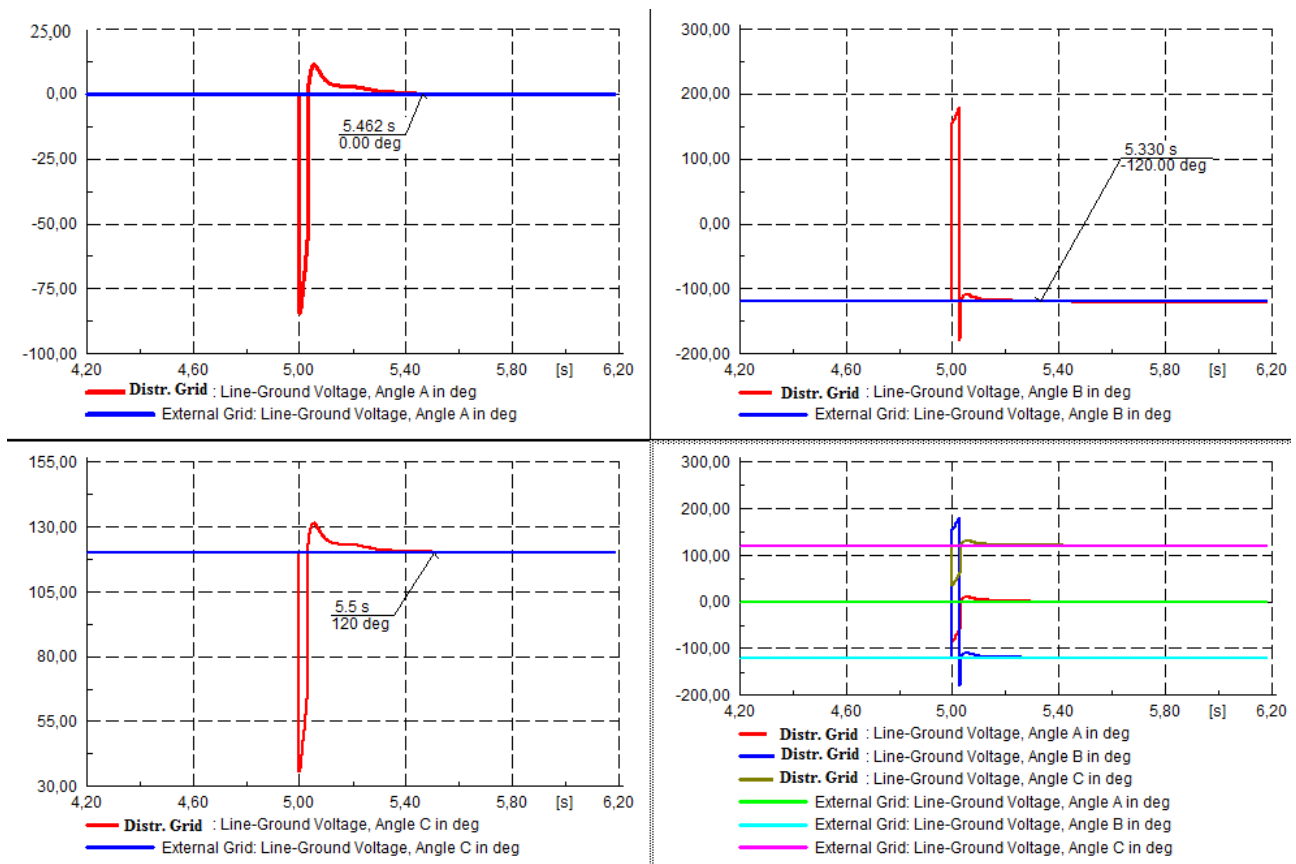 25,00
0,00
-25,00
-50,00
-75,00
-100,00
5.462 s
0.00 deg
4,20 4,60 5,00 5,40 5,80 [s] 6,20
Distr. Grid : Line-Ground Voltage, Angle A in deg
External Grid: Line-Ground Voltage, Angle A in deg
300,00
200,00
100,00
0,00
-100,00
-200,00
5.330 s
-120.00 deg
4,20 4,60 5,00 5,40 5,80 [s] 6,20
Distr. Grid : Line-Ground Voltage, Angle B in deg
External Grid: Line-Ground Voltage, Angle B in deg
155,00
130,00
105,00
80,00
55,00
30,00
5.5 s
120 deg
4,20 4,60 5,00 5,40 5,80 [s] 6,20
Distr. Grid : Line-Ground Voltage, Angle C in deg
External Grid: Line-Ground Voltage, Angle C in deg
300,00
200,00
100,00
0,00
-100,00
-200,00
4,20 4,60 5,00 5,40 5,80 [s] 6,20
Distr. Grid : Line-Ground Voltage, Angle A in deg
Distr. Grid : Line-Ground Voltage, Angle B in deg
Distr. Grid : Line-Ground Voltage, Angle C in deg
External Grid: Line-Ground Voltage, Angle A in deg
External Grid: Line-Ground Voltage, Angle B in deg
External Grid: Line-Ground Voltage, Angle C in deg